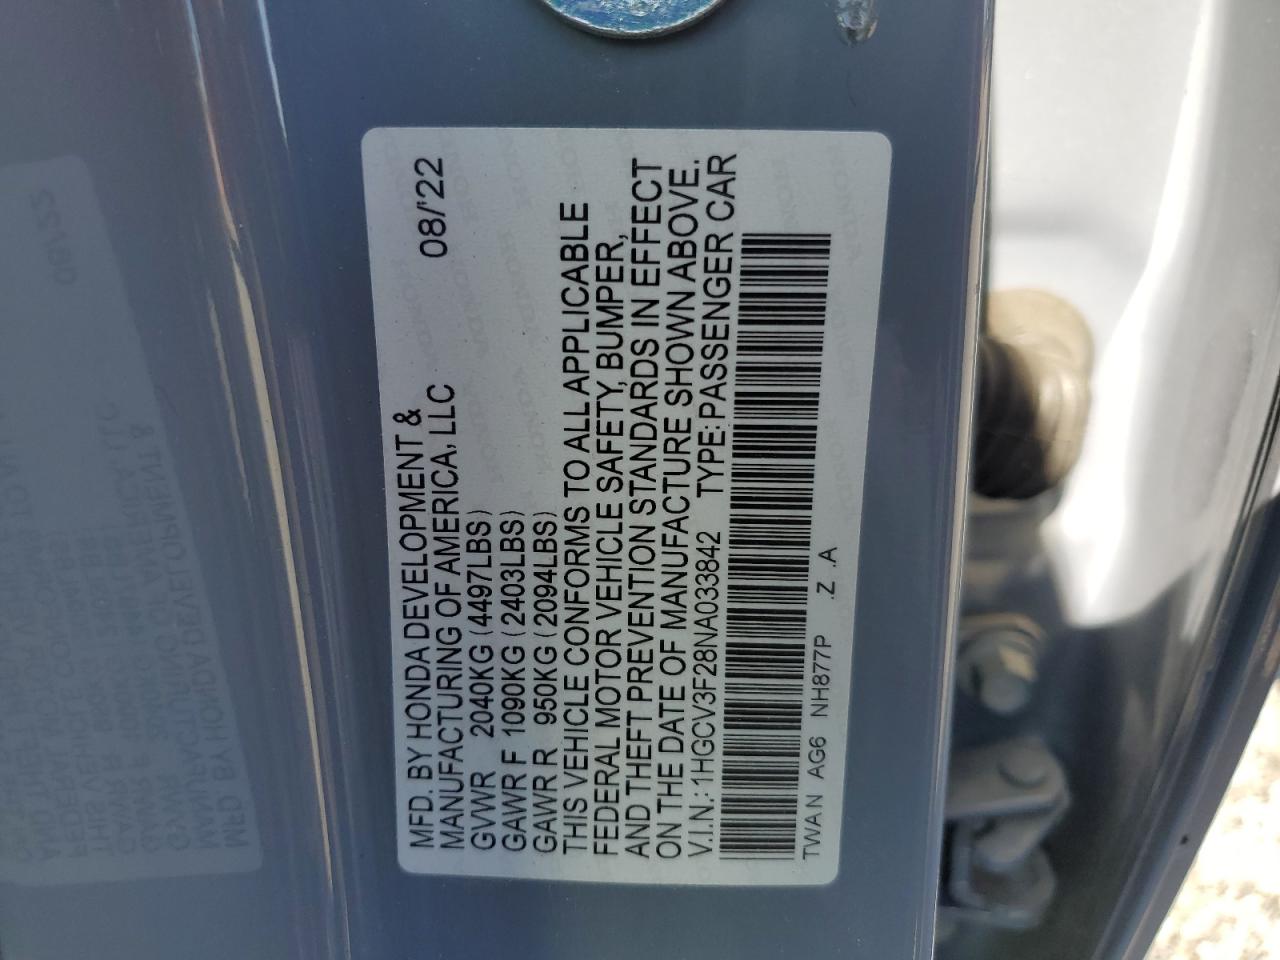 MFD. BY HONDA DEVELOPMENT & 08/'22
MANUFACTURING OF AMERICA, LLC
GVWR 2040KG (4497LBS)
GAWR F 1090KG (2403LBS)
GAWR R 950KG (2094LBS)
THIS VEHICLE CONFORMS TO ALL APPLICABLE
FEDERAL MOTOR VEHICLE SAFETY, BUMPER,
AND THEFT PREVENTION STANDARDS IN EFFECT
ON THE DATE OF MANUFACTURE SHOWN ABOVE.
V.I.N.: 1HGCV3F28NA033842 TYPE: PASSENGER CAR
TWAN AG6 NH877P .Z .A